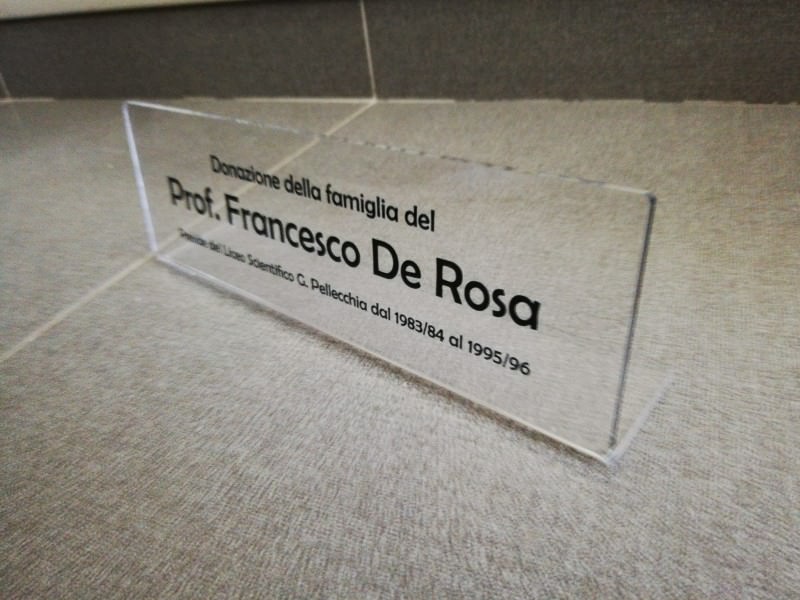 Donazione della famiglia del
Prof. Francesco De Rosa
Preside del Liceo Scientifico G. Pellecchia dal 1983/84 al 1995/96